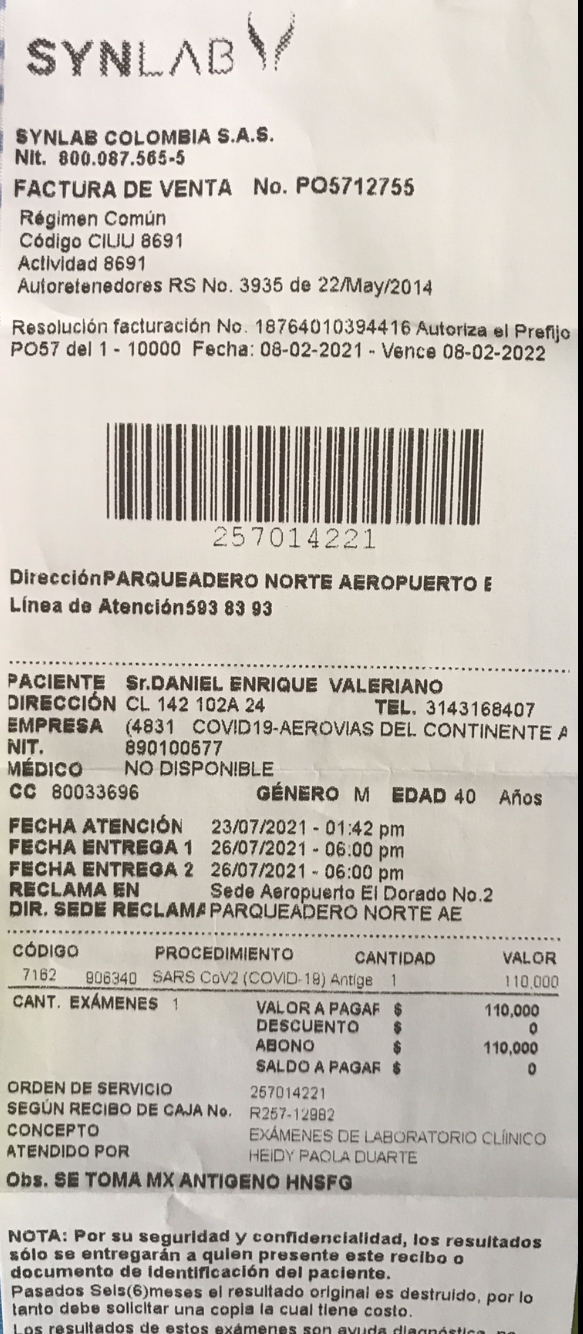 SYNLAB
SYNLAB COLOMBIA S.A.S.
Nit. 800.087.565-5
FACTURA DE VENTA No. PO5712755
Régimen Común
Código CIUU 8691
Actividad 8691
Autoretenedores RS No. 3935 de 22/May/2014
Resolución facturación No. 18764010394416 Autoriza el Prefijo
PO57 del 1 - 10000 Fecha: 08-02-2021 - Vence 08-02-2022
257014221
DirecciónPARQUEADERO NORTE AEROPUERTO E
Línea de Atención593 83 93
PACIENTE Sr.DANIEL ENRIQUE VALERIANO
DIRECCIÓN CL 142 102A 24 TEL. 3143168407
EMPRESA (4831 COVID19-AEROVIAS DEL CONTINENTE A
NIT. 890100577
MÉDICO NO DISPONIBLE
CC 80033696 GÉNERO M EDAD 40 Años
FECHA ATENCIÓN 23/07/2021 - 01:42 pm
FECHA ENTREGA 1 26/07/2021 - 06:00 pm
FECHA ENTREGA 2 26/07/2021 - 06:00 pm
RECLAMA EN Sede Aeropuerto El Dorado No.2
DIR. SEDE RECLAMA PARQUEADERO NORTE AE
CÓDIGO PROCEDIMIENTO CANTIDAD VALOR
7162 906340 SARS CoV2 (COVID-19) Antige 1 110,000
CANT. EXÁMENES 1 VALOR A PAGAR $ 110,000
DESCUENTO $ 0
ABONO $ 110,000
SALDO A PAGAR $ 0
ORDEN DE SERVICIO 257014221
SEGÚN RECIBO DE CAJA No. R257-12982
CONCEPTO EXÁMENES DE LABORATORIO CLÍINICO
ATENDIDO POR HEIDY PAOLA DUARTE
Obs. SE TOMA MX ANTIGENO HNSFG
NOTA: Por su seguridad y confidencialidad, los resultados
sólo se entregarán a quien presente este recibo o
documento de identificación del paciente.
Pasados Seis(6)meses el resultado original es destruido, por lo
tanto debe solicitar una copia la cual tiene costo.
Los resultados de estos exámenes son ayuda diagnóstica, no